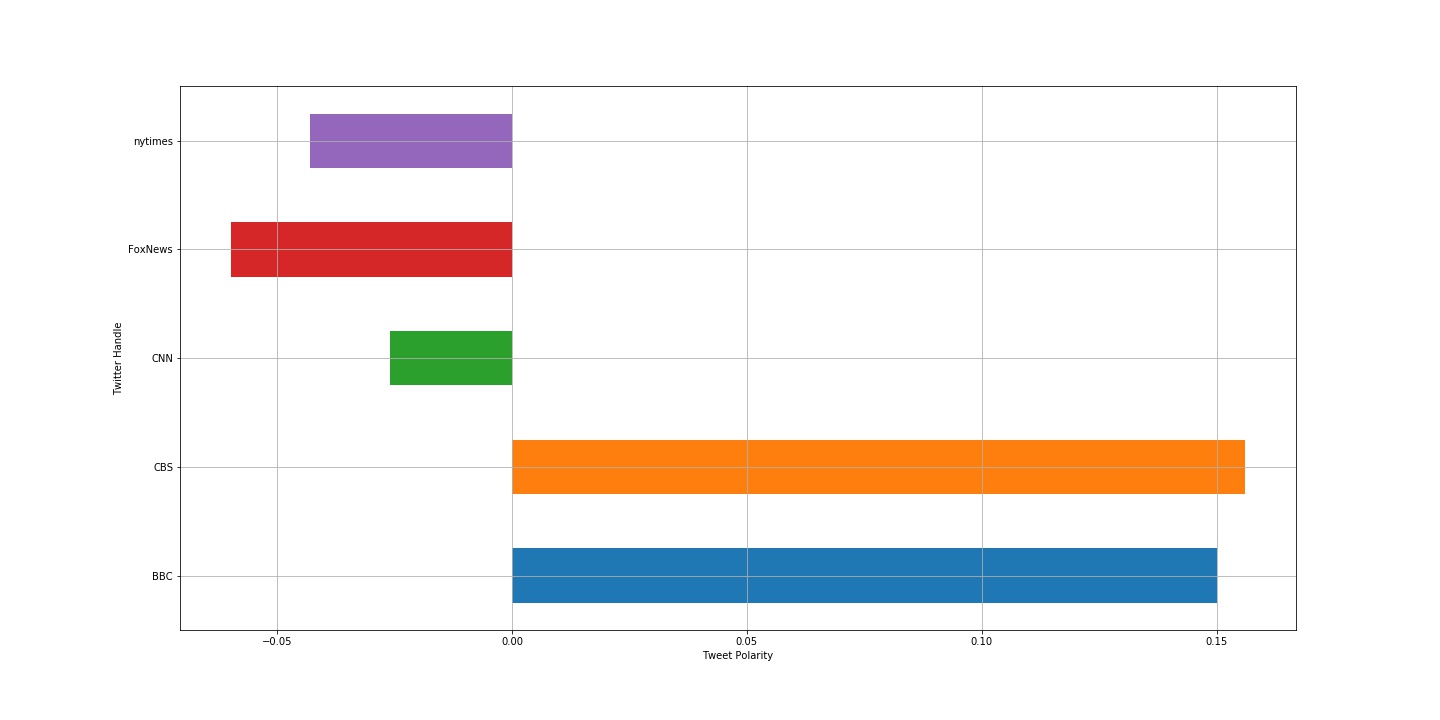 nytimes
FoxNews
CNN
CBS
BBC
Twitter Handle
−0.05
0.00
0.05
0.10
0.15
Tweet Polarity